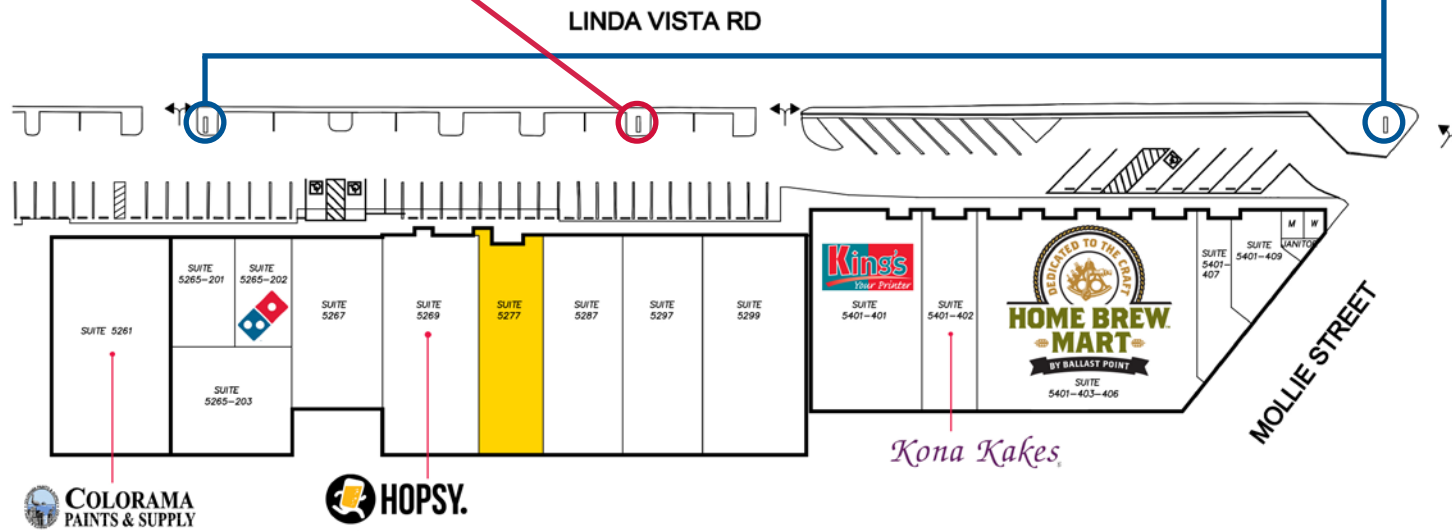 LINDA VISTA RD
SUITE 5261
SUITE
5265-201
SUITE
5265-202
SUITE
5265-203
SUITE
5267
SUITE
5269
SUITE
5277
SUITE
5287
SUITE
5297
SUITE
5299
King's
Your Printer
SUITE
5401-401
SUITE
5401-402
DEDICATED TO THE CRAFT
HOME BREW
MART
BY BALLAST POINT
SUITE
5401-403-406
SUITE
5401-
407
SUITE
5401-409
M W
JANITOR
MOLLIE STREET
COLORAMA
PAINTS & SUPPLY
HOPSY.
Kona Kakes